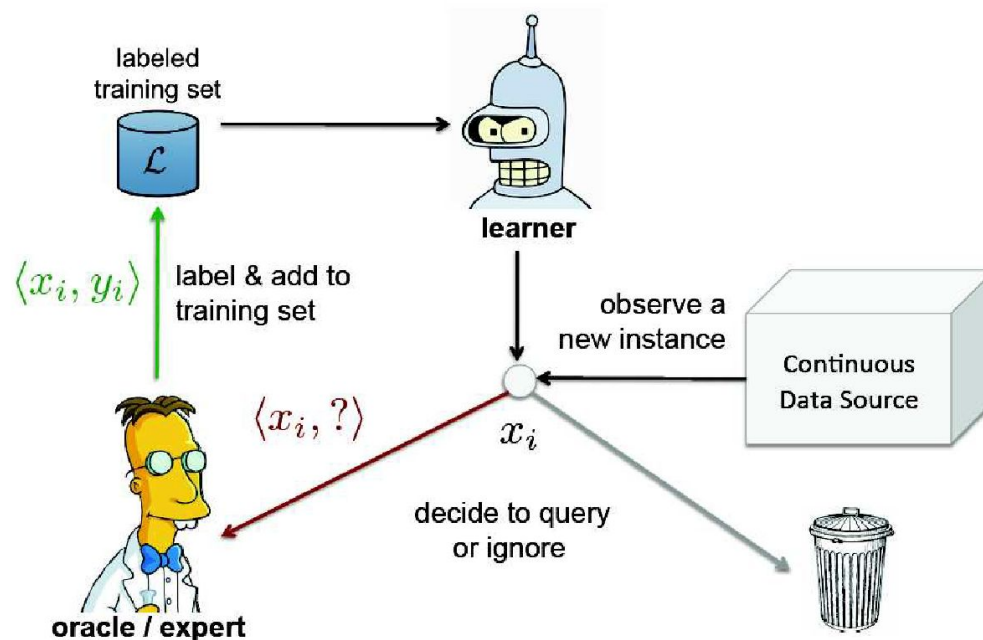 labeled
training set
ℒ
learner
⟨x_i, y_i⟩
label & add to
training set
observe a
new instance
Continuous
Data Source
⟨x_i, ?⟩
x_i
decide to query
or ignore
oracle / expert